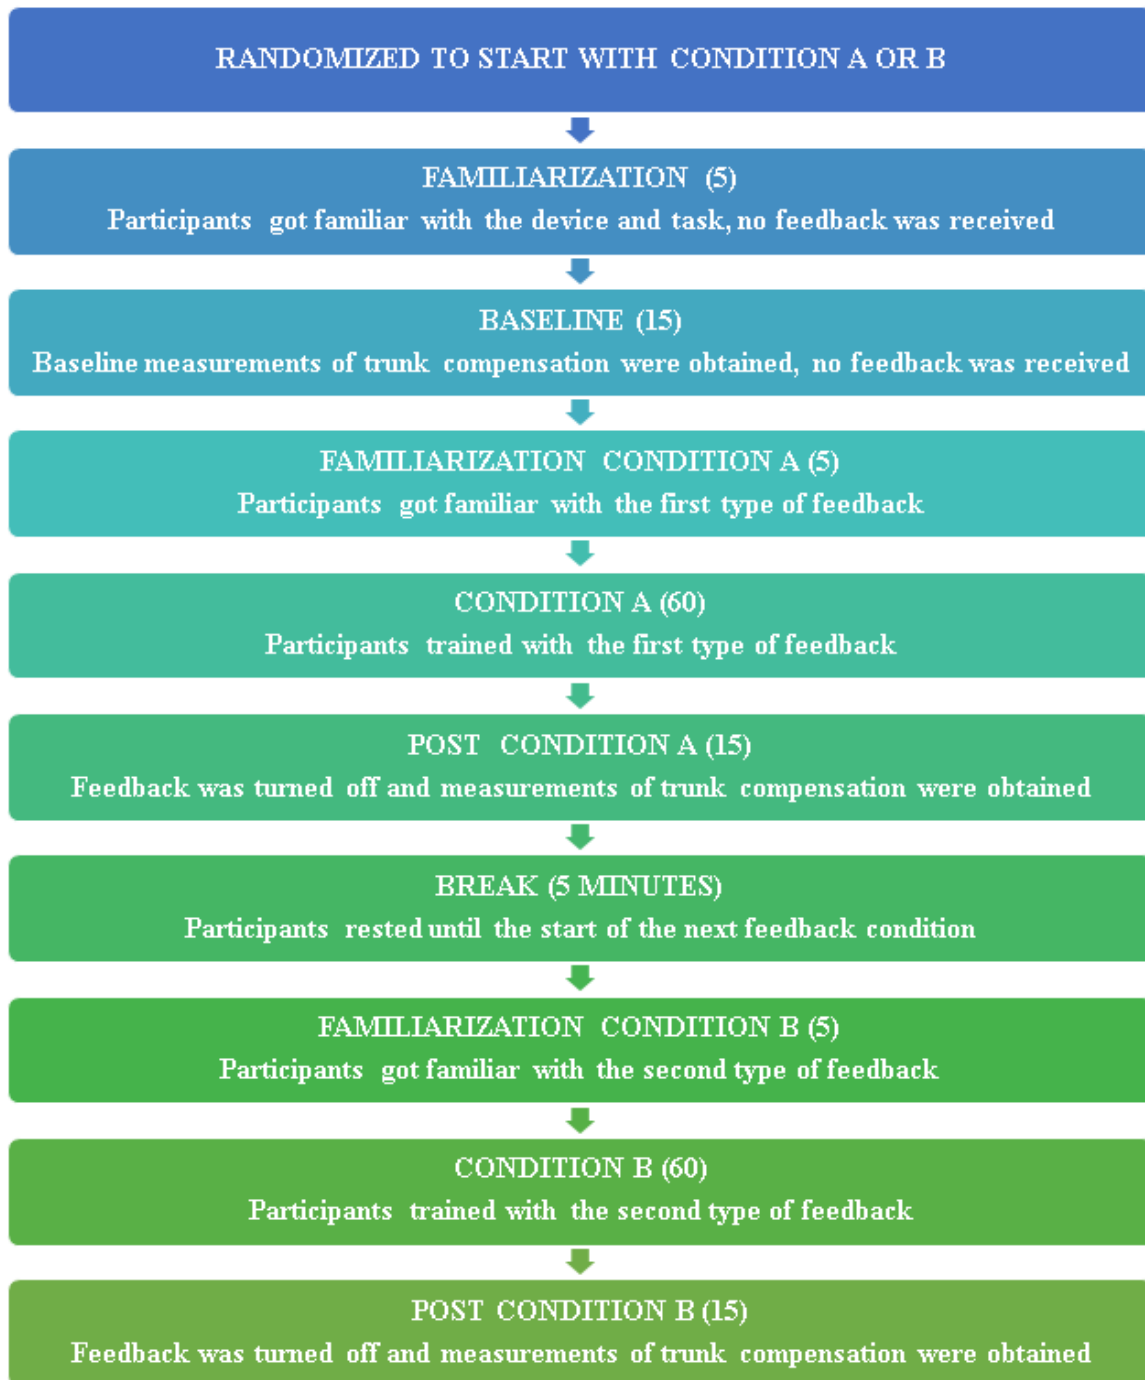 RANDOMIZED TO START WITH CONDITION A OR B
FAMILIARIZATION (5)
Participants got familiar with the device and task, no feedback was received
BASELINE (15)
Baseline measurements of trunk compensation were obtained, no feedback was received
FAMILIARIZATION CONDITION A (5)
Participants got familiar with the first type of feedback
CONDITION A (60)
Participants trained with the first type of feedback
POST CONDITION A (15)
Feedback was turned off and measurements of trunk compensation were obtained
BREAK (5 MINUTES)
Participants rested until the start of the next feedback condition
FAMILIARIZATION CONDITION B (5)
Participants got familiar with the second type of feedback
CONDITION B (60)
Participants trained with the second type of feedback
POST CONDITION B (15)
Feedback was turned off and measurements of trunk compensation were obtained